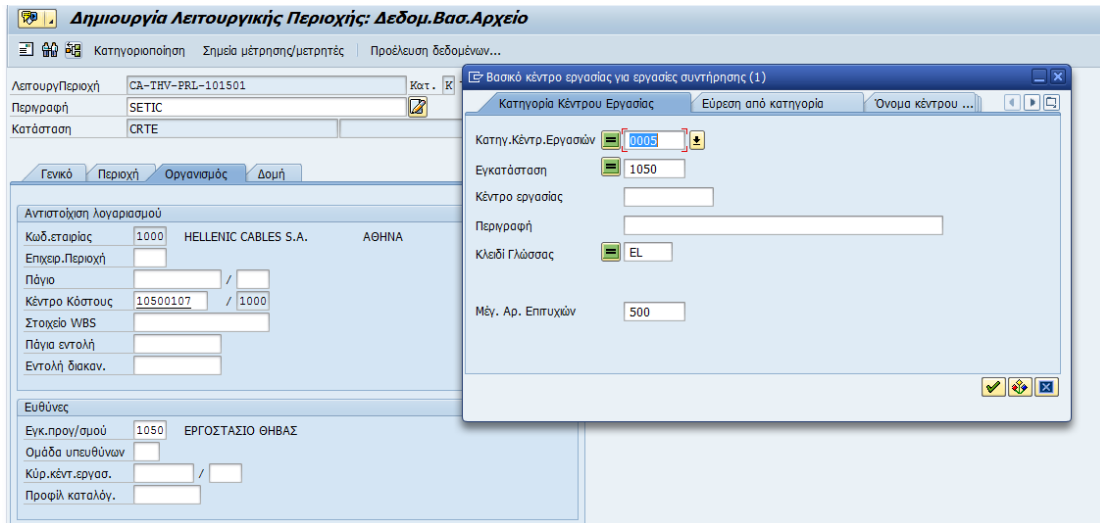 Δημιουργία Λειτουργικής Περιοχής: Δεδομ.Βασ.Αρχείο
Κατηγοριοποίηση Σημεία μέτρησης/μετρητές Προέλευση δεδομένων...
ΛειτουργΠεριοχή CA-THV-PRL-101501 Κατ. K
Περιγραφή SETIC
Κατάσταση CRTE
Γενικό Περιοχή Οργανισμός Δομή
Αντιστοίχιση λογαριασμού
Κωδ.εταιρίας 1000 HELLENIC CABLES S.A. ΑΘΗΝΑ
Επιχειρ.Περιοχή
Πάγιο /
Κέντρο Κόστους 10500107 / 1000
Στοιχείο WBS
Πάγια εντολή
Εντολή διακαν.
Ευθύνες
Εγκ.προγ/σμού 1050 ΕΡΓΟΣΤΑΣΙΟ ΘΗΒΑΣ
Ομάδα υπευθύνων
Κύρ.κέντ.εργασ. /
Προφίλ καταλόγ.
Βασικό κέντρο εργασίας για εργασίες συντήρησης (1)
Κατηγορία Κέντρου Εργασίας Εύρεση από κατηγορία Όνομα κέντρου ...
Κατηγ.Κέντρ.Εργασιών 0005
Εγκατάσταση 1050
Κέντρο εργασίας
Περιγραφή
Κλειδί Γλώσσας EL
Μέγ. Αρ. Επιτυχιών 500